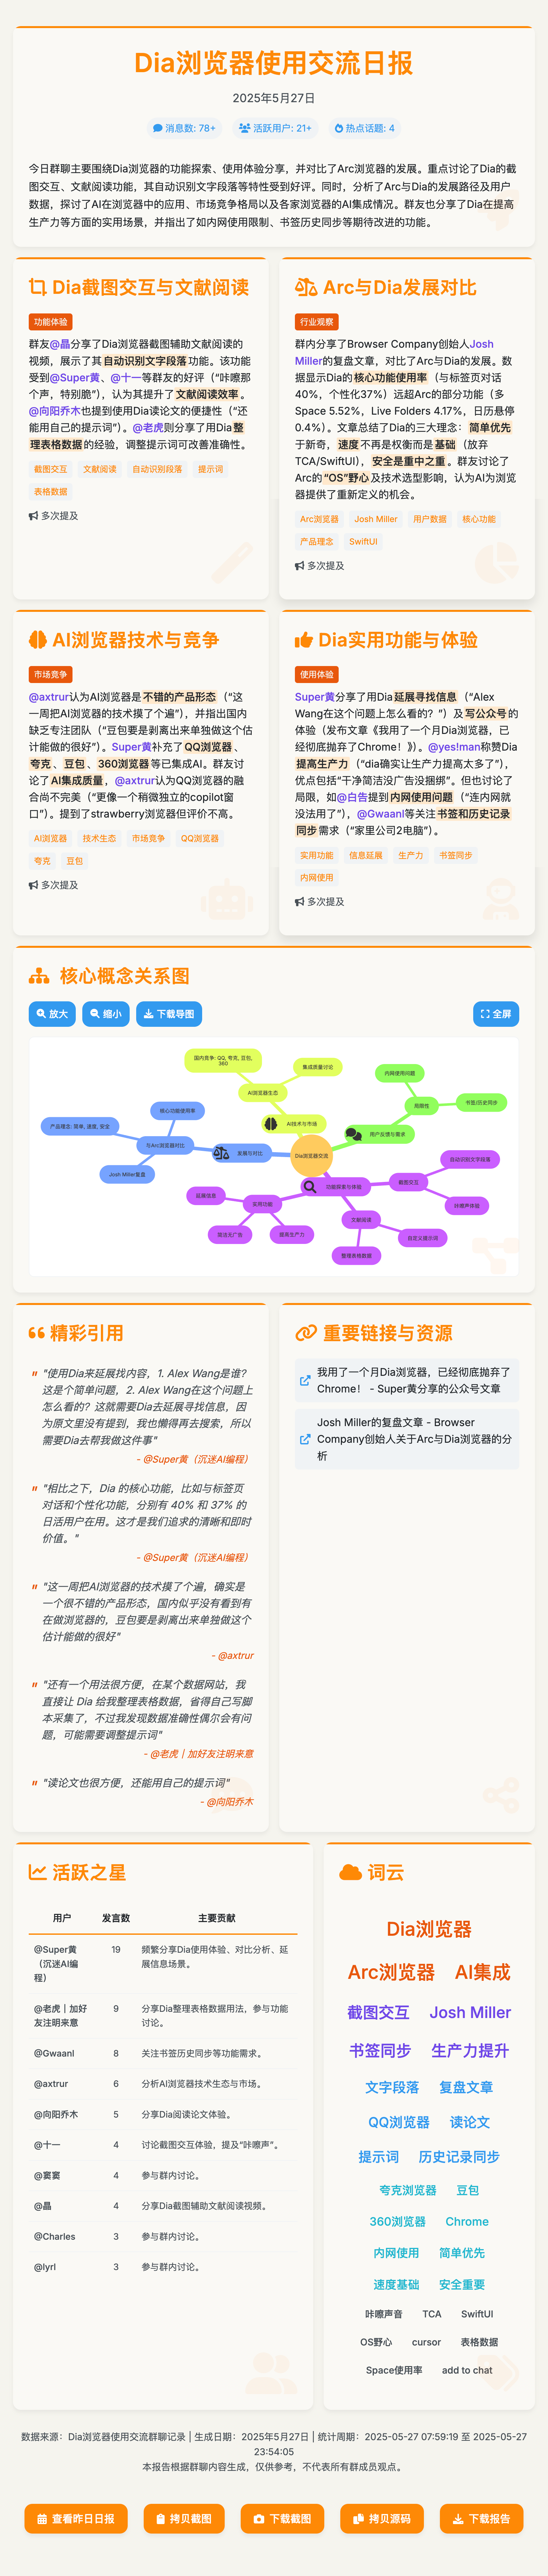 Dia浏览器使用交流日报
2025年5月27日
消息数: 78+
活跃用户: 21+
热点话题: 4
今日群聊主要围绕Dia浏览器的功能探索、使用体验分享，并对比了Arc浏览器的发展。重点讨论了Dia的截
图交互、文献阅读功能，其自动识别文字段落等特性受到好评。同时，分析了Arc与Dia的发展路径及用户
数据，探讨了AI在浏览器中的应用、市场竞争格局以及各家浏览器的AI集成情况。群友也分享了Dia在提高
生产力等方面的实用场景，并指出了如内网使用限制、书签历史同步等期待改进的功能。
Dia截图交互与文献阅读
功能体验
群友@晶分享了Dia浏览器截图辅助文献阅读的
视频，展示了其自动识别文字段落功能。该功能
受到@Super黄、@十一等群友的好评（“咔嚓那
个声，特别脆”），认为其提升了文献阅读效率。
@向阳乔木也提到使用Dia读论文的便捷性（“还
能用自己的提示词”）。@老虎则分享了用Dia整
理表格数据的经验，调整提示词可改善准确性。
截图交互
文献阅读
自动识别段落
提示词
表格数据
多次提及
Arc与Dia发展对比
行业观察
群内分享了Browser Company创始人Josh
Miller的复盘文章，对比了Arc与Dia的发展。数
据显示Dia的核心功能使用率（与标签页对话
40%，个性化37%）远超Arc的部分功能（多
Space 5.52%，Live Folders 4.17%，日历悬停
0.4%）。文章总结了Dia的三大理念：简单优先
于新奇，速度不再是权衡而是基础（放弃
TCA/SwiftUI），安全是重中之重。群友讨论了
Arc的“OS”野心及技术选型影响，认为AI为浏览
器提供了重新定义的机会。
Arc浏览器
Josh Miller
用户数据
核心功能
产品理念
SwiftUI
多次提及
AI浏览器技术与竞争
市场竞争
@axtrur认为AI浏览器是不错的产品形态（“这
一周把AI浏览器的技术摸了个遍”），并指出国内
缺乏专注团队（“豆包要是剥离出来单独做这个估
计能做的很好”）。Super黄补充了QQ浏览器、
夸克、豆包、360浏览器等已集成AI。群友讨
论了AI集成质量，@axtrur认为QQ浏览器的融
合尚不完美（“更像一个稍微独立的copilot窗
口”）。提到了strawberry浏览器但评价不高。
AI浏览器
技术生态
市场竞争
QQ浏览器
夸克
豆包
多次提及
Dia实用功能与体验
使用体验
Super黄分享了用Dia延展寻找信息（“Alex
Wang在这个问题上怎么看的？”）及写公众号的
体验（发布文章《我用了一个月Dia浏览器，已
经彻底抛弃了Chrome！》）。@yes!man称赞Dia
提高生产力（“dia确实让生产力提高太多了”），
优点包括“干净简洁没广告没捆绑”。但也讨论了
局限，如@白告提到内网使用问题（“连内网就
没法用了”），@Gwaanl等关注书签和历史记录
同步需求（“家里公司2电脑”）。
实用功能
信息延展
生产力
书签同步
内网使用
多次提及
核心概念关系图
放大
缩小
下载导图
全屏
国内竞争: QQ, 夸克, 豆包,
360
集成质量讨论
AI浏览器生态
AI技术与市场
内网使用问题
书签/历史同步
局限性
用户反馈与需求
核心功能使用率
产品理念: 简单, 速度, 安全
与Arc浏览器对比
Josh Miller复盘
发展与对比
Dia浏览器交流
功能探索与体验
自动识别文字段落
截图交互
咔嚓声体验
延展信息
实用功能
简洁无广告
提高生产力
文献阅读
自定义提示词
整理表格数据
精彩引用
"使用Dia来延展找内容，1. Alex Wang是谁?
这是个简单问题，2. Alex Wang在这个问题上
怎么看的？这就需要Dia去延展寻找信息，因
为原文里没有提到，我也懒得再去搜索，所以
需要Dia去帮我做这件事"
- @Super黄（沉迷AI编程）
"相比之下，Dia 的核心功能，比如与标签页
对话和个性化功能，分别有 40% 和 37% 的
日活用户在用。这才是我们追求的清晰和即时
价值。"
- @Super黄（沉迷AI编程）
"这一周把AI浏览器的技术摸了个遍，确实是
一个很不错的产品形态，国内似乎没有看到有
在做浏览器的，豆包要是剥离出来单独做这个
估计能做的很好"
- @axtrur
"还有一个用法很方便，在某个数据网站，我
直接让 Dia 给我整理表格数据，省得自己写脚
本采集了，不过我发现数据准确性偶尔会有问
题，可能需要调整提示词"
- @老虎｜加好友注明来意
"读论文也很方便，还能用自己的提示词"
- @向阳乔木
重要链接与资源
我用了一个月Dia浏览器，已经彻底抛弃了
Chrome！ - Super黄分享的公众号文章
Josh Miller的复盘文章 - Browser
Company创始人关于Arc与Dia浏览器的分
析
活跃之星
用户 发言数 主要贡献
@Super黄
（沉迷AI编
程） 19 频繁分享Dia使用体验、对比分析、延
展信息场景。
@老虎｜加好
友注明来意 9 分享Dia整理表格数据用法，参与功能
讨论。
@Gwaanl 8 关注书签历史同步等功能需求。
@axtrur 6 分析AI浏览器技术生态与市场。
@向阳乔木 5 分享Dia阅读论文体验。
@十一 4 讨论截图交互体验，提及“咔嚓声”。
@窦窦 4 参与群内讨论。
@晶 4 分享Dia截图辅助文献阅读视频。
@Charles 3 参与群内讨论。
@lyrl 3 参与群内讨论。
词云
Dia浏览器
Arc浏览器 AI集成
截图交互 Josh Miller
书签同步 生产力提升
文字段落 复盘文章
QQ浏览器 读论文
提示词 历史记录同步
夸克浏览器 豆包
360浏览器 Chrome
内网使用 简单优先
速度基础 安全重要
咔嚓声音 TCA SwiftUI
OS野心 cursor 表格数据
Space使用率 add to chat
数据来源：Dia浏览器使用交流群聊记录 | 生成日期：2025年5月27日 | 统计周期：2025-05-27 07:59:19 至 2025-05-27
23:54:05
本报告根据群聊内容生成，仅供参考，不代表所有群成员观点。
查看昨日日报
拷贝截图
下载截图
拷贝源码
下载报告